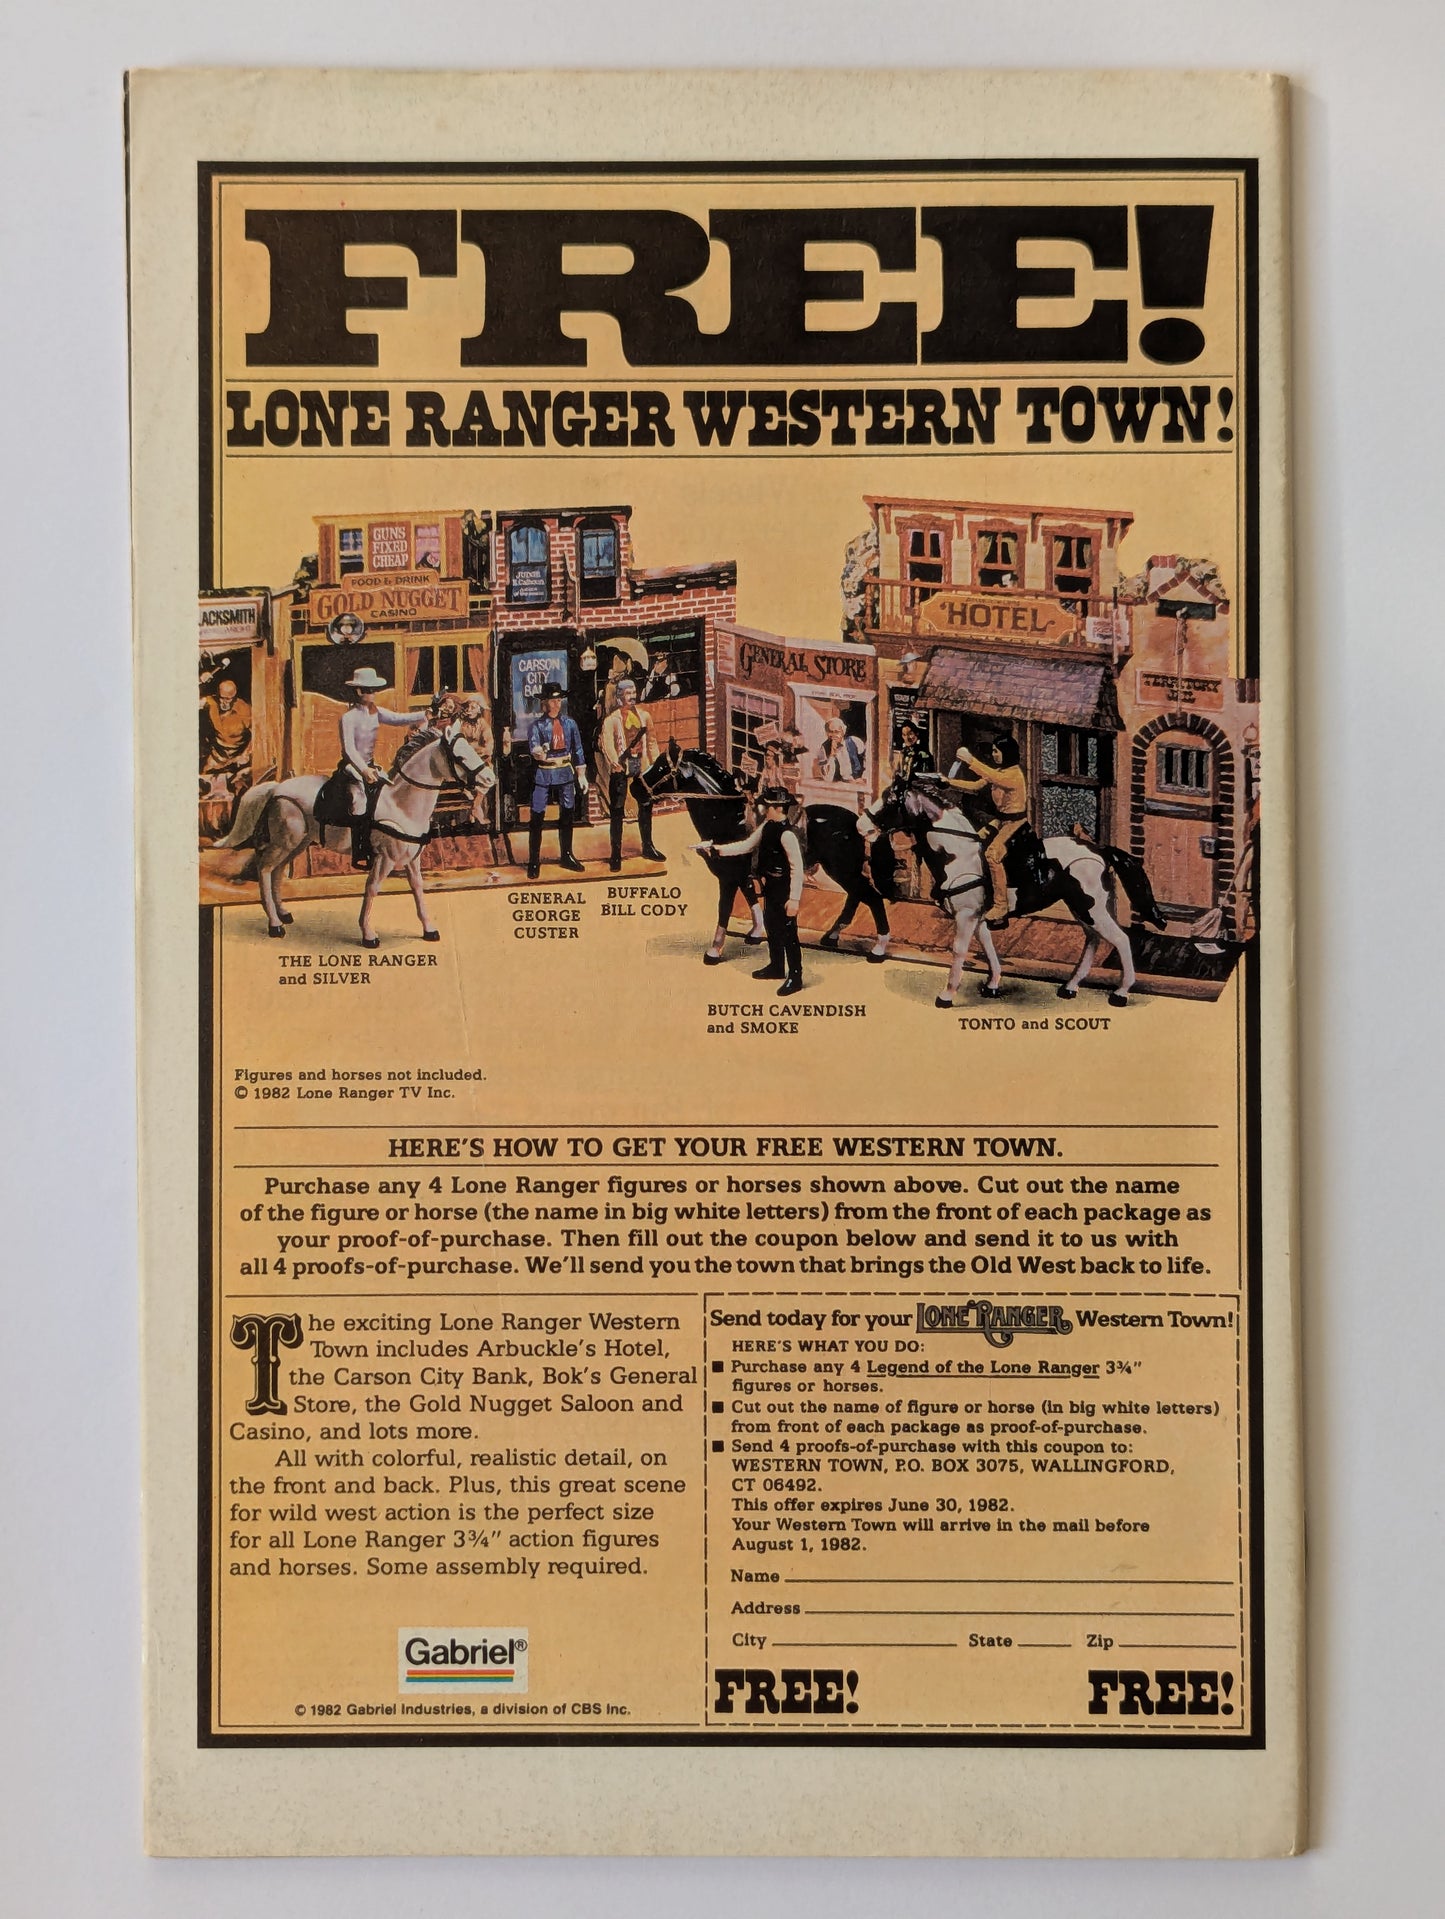 FREE!
LONE RANGER WESTERN TOWN!
GUNS
FIXED
CHEAP
FOOD & DRINK
GOLD NUGGET
CASINO
ACKSMITH
JUDGE
CARSON
CITY
BA
GENERAL STORE
HOTEL
TERRITORY
THE LONE RANGER
and SILVER
GENERAL
GEORGE
CUSTER
BUFFALO
BILL CODY
BUTCH CAVENDISH
and SMOKE
TONTO and SCOUT
Figures and horses not included.
© 1982 Lone Ranger TV Inc.
HERE'S HOW TO GET YOUR FREE WESTERN TOWN.
Purchase any 4 Lone Ranger figures or horses shown above. Cut out the name
of the figure or horse (the name in big white letters) from the front of each package as
your proof-of-purchase. Then fill out the coupon below and send it to us with
all 4 proofs-of-purchase. We'll send you the town that brings the Old West back to life.
The exciting Lone Ranger Western
Town includes Arbuckle's Hotel,
the Carson City Bank, Bok's General
Store, the Gold Nugget Saloon and
Casino, and lots more.
All with colorful, realistic detail, on
the front and back. Plus, this great scene
for wild west action is the perfect size
for all Lone Ranger 3¾" action figures
and horses. Some assembly required.
Gabriel®
© 1982 Gabriel Industries, a division of CBS Inc.
Send today for your LONE RANGER Western Town!
HERE'S WHAT YOU DO:
■ Purchase any 4 Legend of the Lone Ranger 3¾"
figures or horses.
■ Cut out the name of figure or horse (in big white letters)
from front of each package as proof-of-purchase.
■ Send 4 proofs-of-purchase with this coupon to:
WESTERN TOWN, P.O. BOX 3075, WALLINGFORD,
CT 06492.
This offer expires June 30, 1982.
Your Western Town will arrive in the mail before
August 1, 1982.
Name
Address
City State Zip
FREE! FREE!